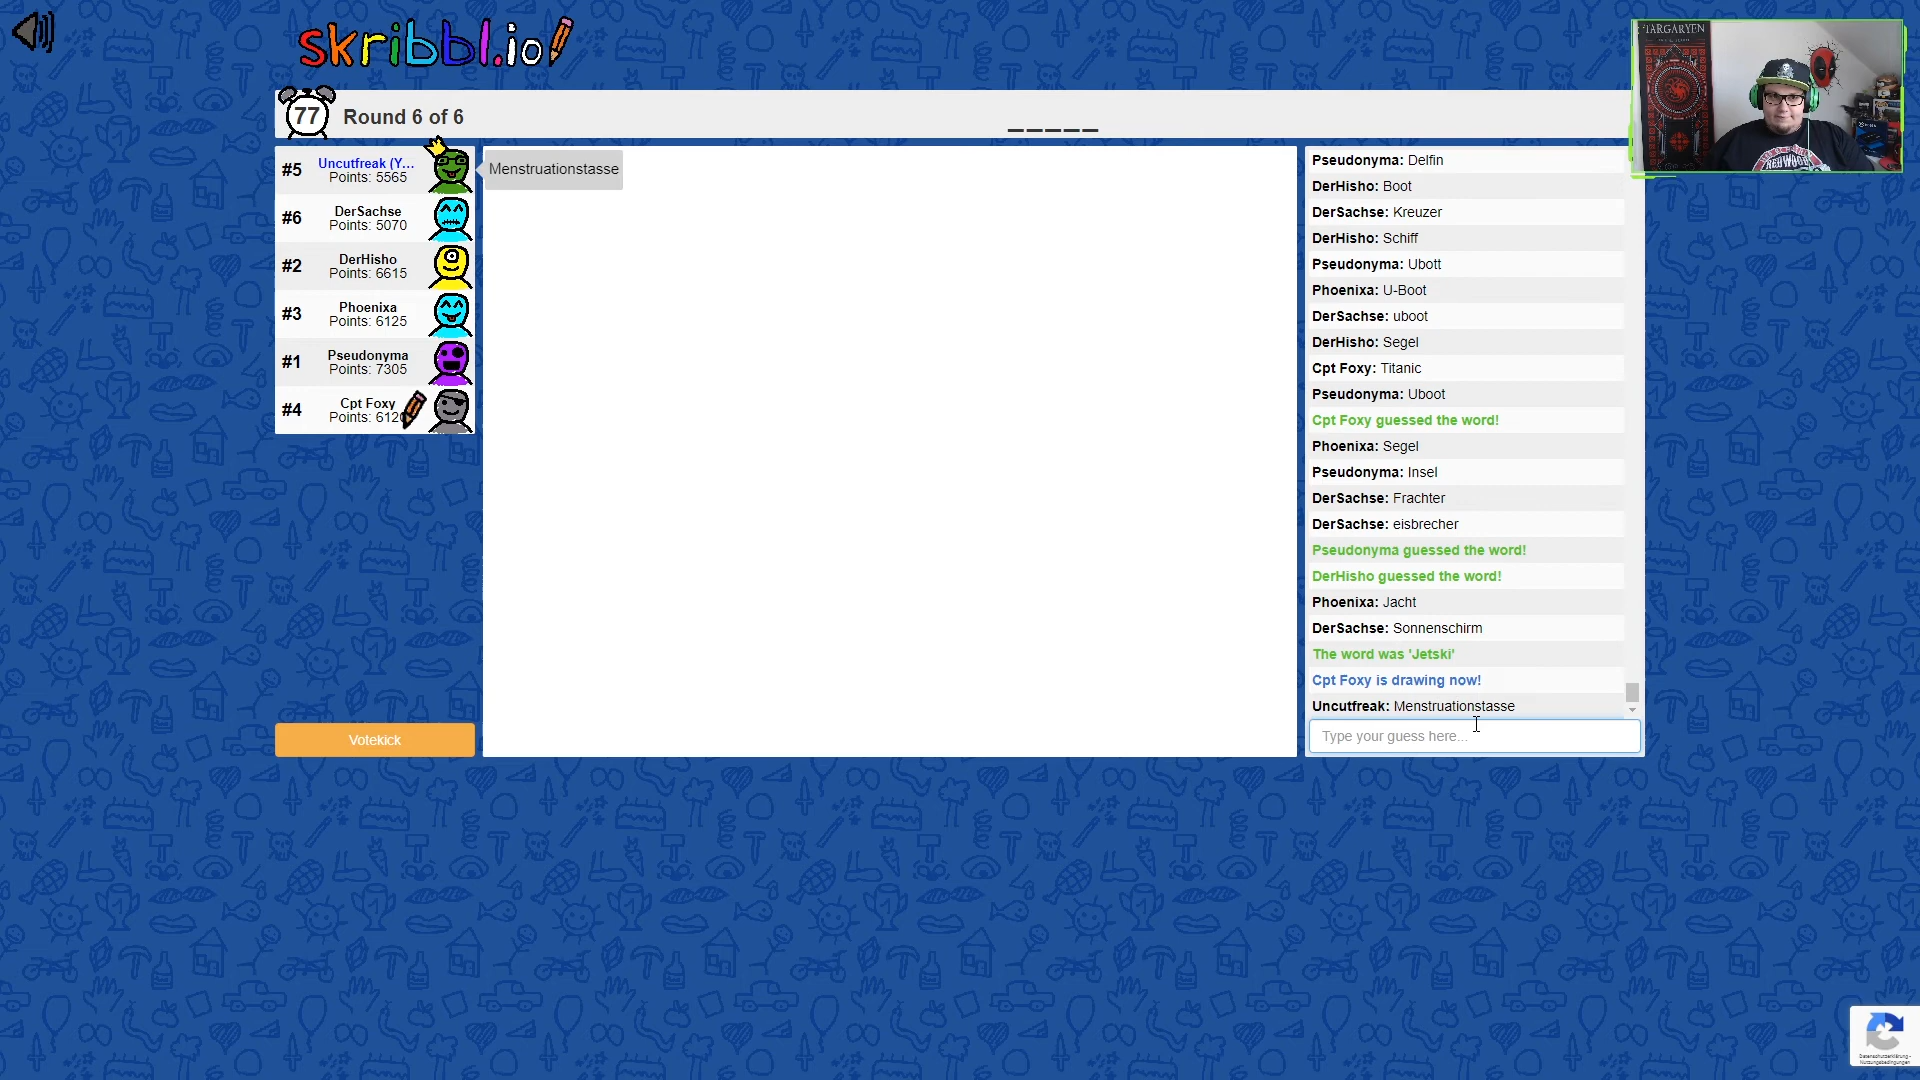 skribbl.io
TARGARYEN
77
Round 6 of 6
_____
#5
Uncutfreak (Y...
Points: 5565
Menstruationstasse
#6
DerSachse
Points: 5070
#2
DerHisho
Points: 6615
#3
Phoenixa
Points: 6125
#1
Pseudonyma
Points: 7305
#4
Cpt Foxy
Points: 6120
Votekick
Pseudonyma: Delfin
DerHisho: Boot
DerSachse: Kreuzer
DerHisho: Schiff
Pseudonyma: Ubott
Phoenixa: U-Boot
DerSachse: uboot
DerHisho: Segel
Cpt Foxy: Titanic
Pseudonyma: Uboot
Cpt Foxy guessed the word!
Phoenixa: Segel
Pseudonyma: Insel
DerSachse: Frachter
DerSachse: eisbrecher
Pseudonyma guessed the word!
DerHisho guessed the word!
Phoenixa: Jacht
DerSachse: Sonnenschirm
The word was 'Jetski'
Cpt Foxy is drawing now!
Uncutfreak: Menstruationstasse
Type your guess here...
Datenschutzerklärung -
Nutzungsbedingungen